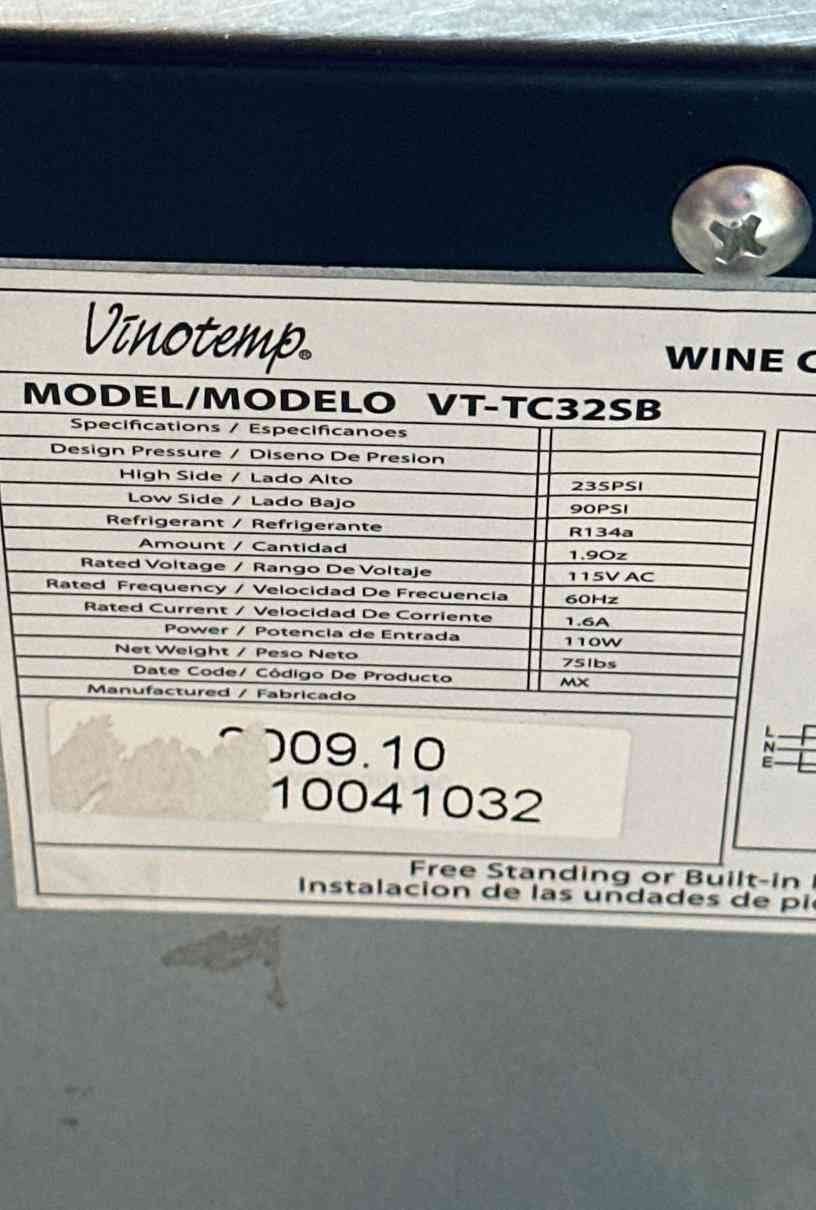 Vinotemp®
WINE
MODEL/MODELO VT-TC32SB
Specifications / Especificanoes
Design Pressure / Diseno De Presion
High Side / Lado Alto 235PSI
Low Side / Lado Bajo 90PSI
Refrigerant / Refrigerante R134a
Amount / Cantidad 1.9Oz
Rated Voltage / Rango De Voltaje 115V AC
Rated Frequency / Velocidad De Frecuencia 60Hz
Rated Current / Velocidad De Corriente 1.6A
Power / Potencia de Entrada 110W
Net Weight / Peso Neto 75lbs
Date Code/ Código De Producto MX
Manufactured / Fabricado
2009.10
10041032
L
N
E
Free Standing or Built-in
Instalacion de las undades de